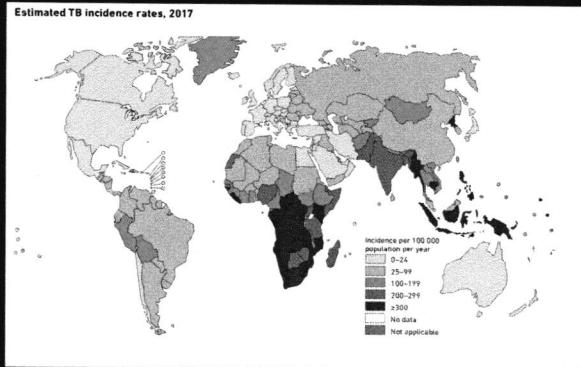 Estimated TB incidence rates, 2017
Incidence per 100 000
population per year
0–24
25–99
100–199
200–299
≥300
No data
Not applicable